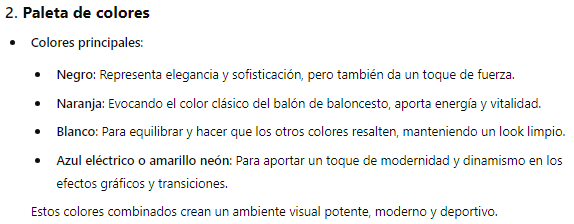 2. Paleta de colores
• Colores principales:
• Negro: Representa elegancia y sofisticación, pero también da un toque de fuerza.
• Naranja: Evocando el color clásico del balón de baloncesto, aporta energía y vitalidad.
• Blanco: Para equilibrar y hacer que los otros colores resalten, manteniendo un look limpio.
• Azul eléctrico o amarillo neón: Para aportar un toque de modernidad y dinamismo en los
efectos gráficos y transiciones.
Estos colores combinados crean un ambiente visual potente, moderno y deportivo.